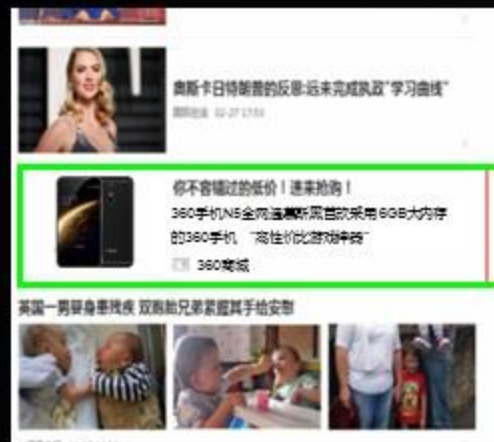 奥斯卡日特朗普的反思:远未完成执政"学习曲线"
你不容错过的低价！速来抢购！
360手机N5全网通幕斯黑首款采用6GB大内存
的360手机 "高性价比游戏神器"
360商城
英国一男婴身患残疾 双胞胎兄弟紧握其手给安慰